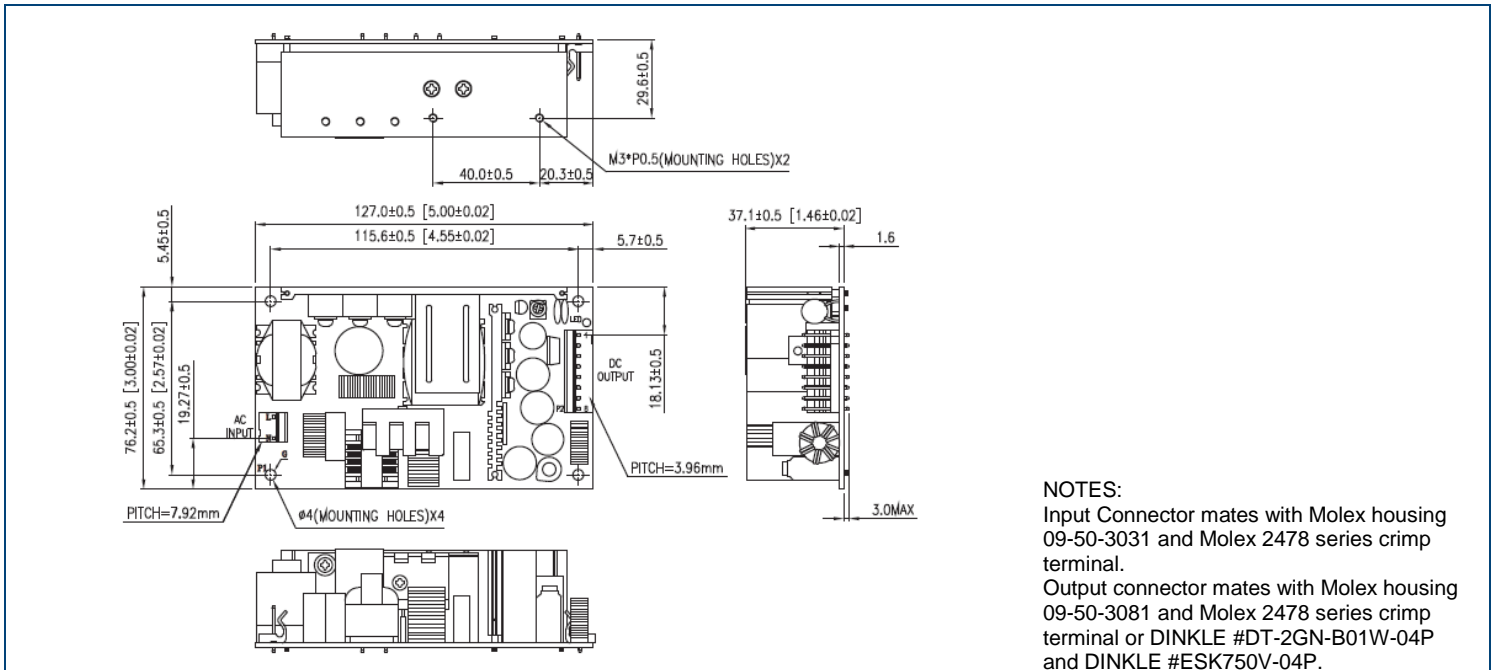 29.6±0.5
M3*P0.5(MOUNTING HOLES)X2
40.0±0.5
20.3±0.5
127.0±0.5 [5.00±0.02]
115.6±0.5 [4.55±0.02]
5.7±0.5
5.45±0.5
37.1±0.5 [1.46±0.02]
1.6
76.2±0.5 [3.00±0.02]
65.3±0.5 [2.57±0.02]
19.27±0.5
LED
DC
OUTPUT
18.13±0.5
AC
INPUT
L
N
P2
8
P1
G
PITCH=3.96mm
PITCH=7.92mm
ø4(MOUNTING HOLES)X4
3.0MAX
NOTES:
Input Connector mates with Molex housing
09-50-3031 and Molex 2478 series crimp
terminal.
Output connector mates with Molex housing
09-50-3081 and Molex 2478 series crimp
terminal or DINKLE #DT-2GN-B01W-04P
and DINKLE #ESK750V-04P.